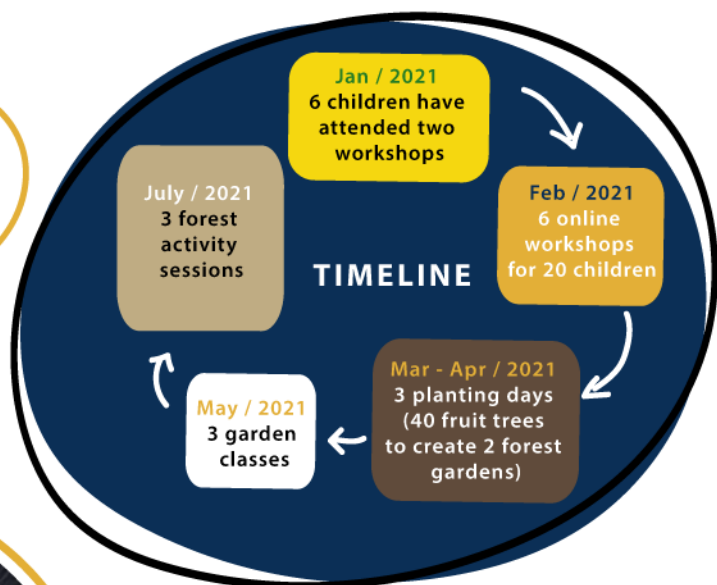 TIMELINE
Jan / 2021
6 children have
attended two
workshops
Feb / 2021
6 online
workshops
for 20 children
Mar - Apr / 2021
3 planting days
(40 fruit trees
to create 2 forest
gardens)
May / 2021
3 garden
classes
July / 2021
3 forest
activity
sessions